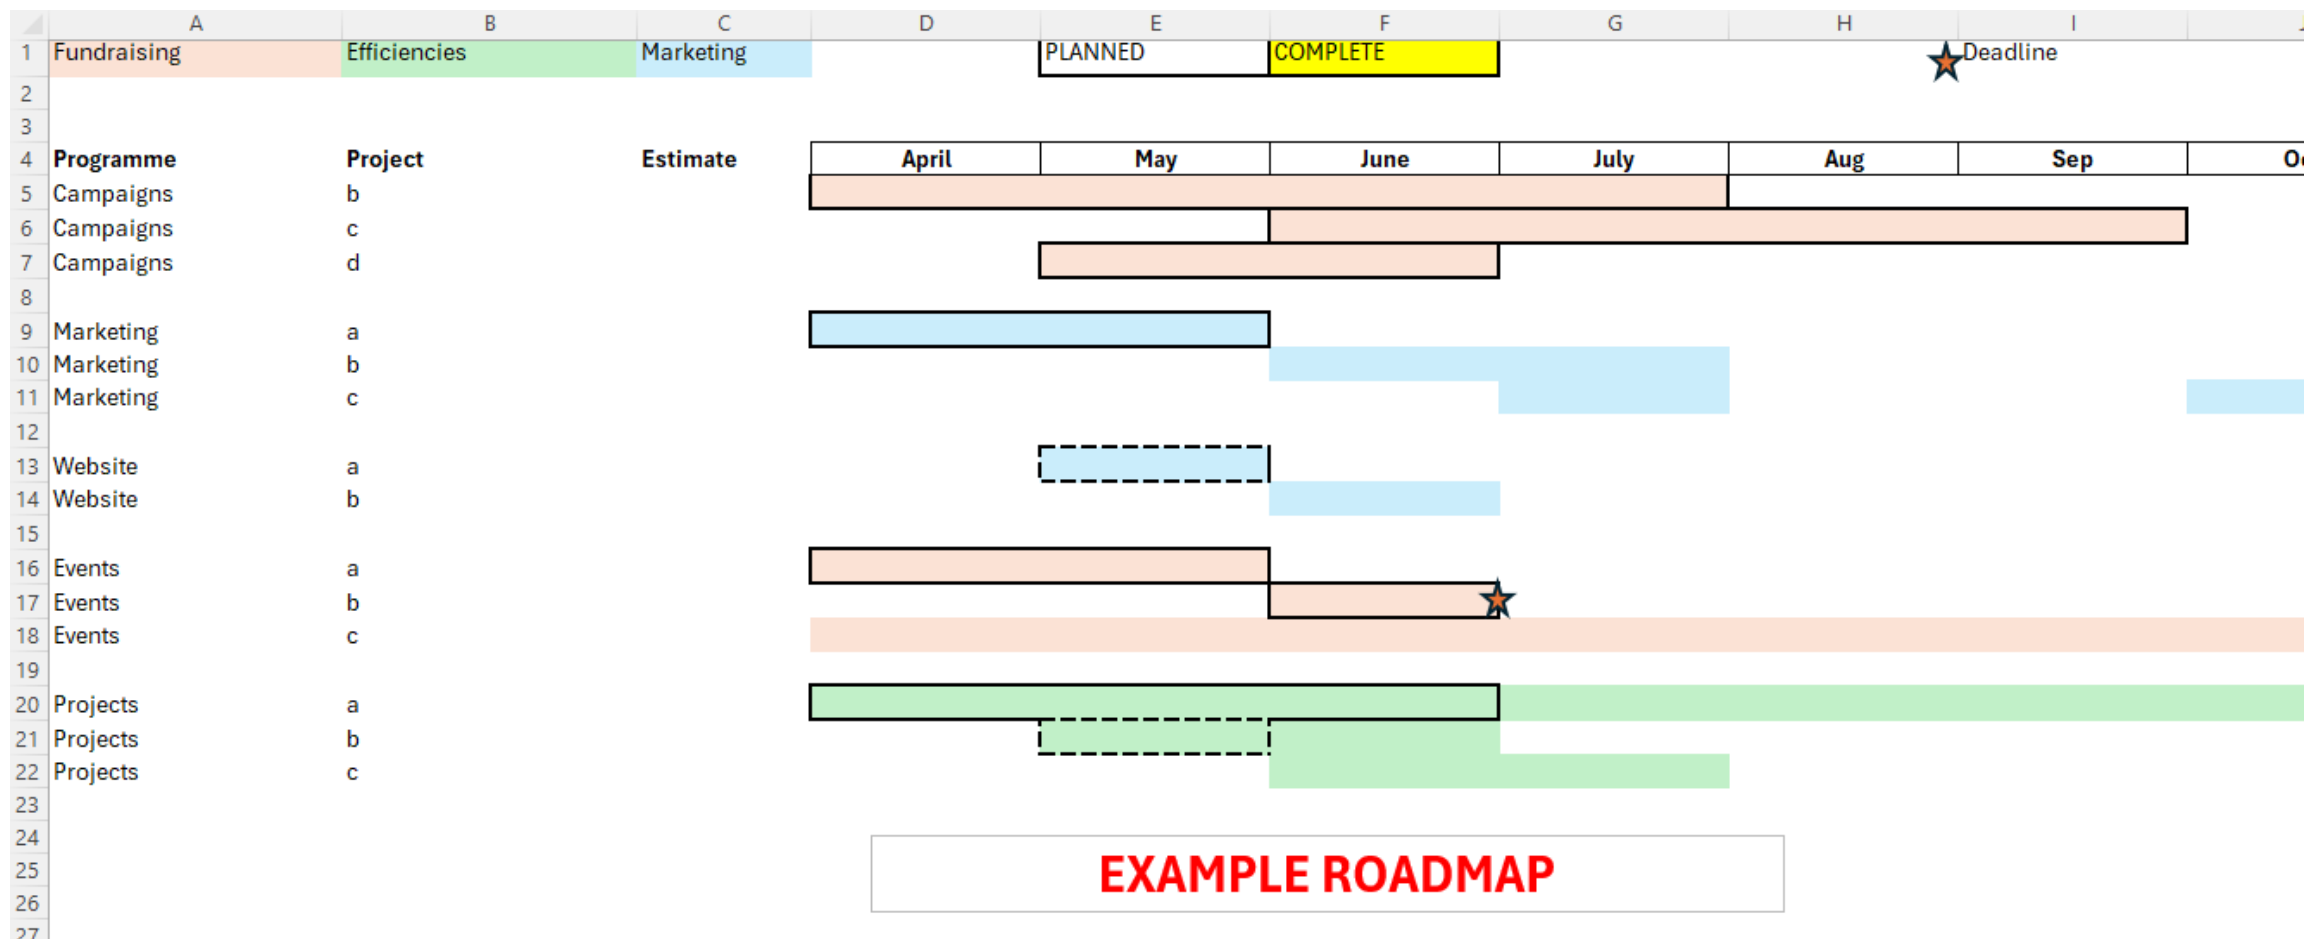 A B C D E F G H I
1 Fundraising Efficiencies Marketing PLANNED COMPLETE Deadline
2
3
4 Programme Project Estimate April May June July Aug Sep
5 Campaigns b
6 Campaigns c
7 Campaigns d
8
9 Marketing a
10 Marketing b
11 Marketing c
12
13 Website a
14 Website b
15
16 Events a
17 Events b
18 Events c
19
20 Projects a
21 Projects b
22 Projects c
23
24
EXAMPLE ROADMAP
25
26
27